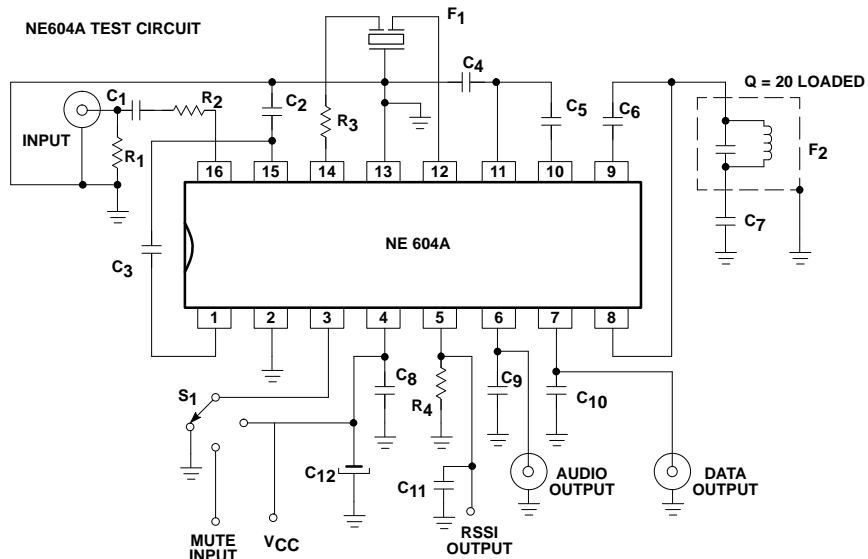 NE604A TEST CIRCUIT
F1
C4
Q = 20 LOADED
C1
R2
C2
R3
C5
C6
INPUT
R1
F2
16 15 14 13 12 11 10 9
C7
NE 604A
C3
1 2 3 4 5 6 7 8
S1
C8
R4
C9
C10
C12
C11
AUDIO
OUTPUT
DATA
OUTPUT
MUTE
INPUT
VCC
RSSI
OUTPUT